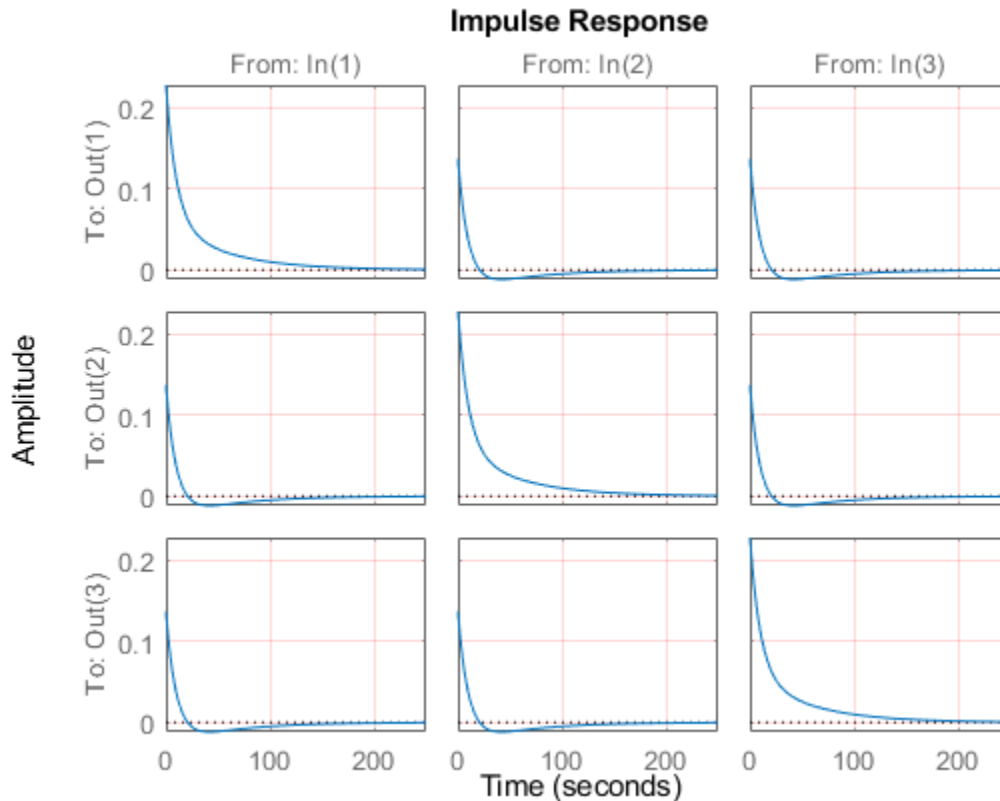 Impulse Response
From: In(1) From: In(2) From: In(3)
To: Out(1)
0.2
0.1
0
Amplitude
To: Out(2)
0.2
0.1
0
To: Out(3)
0.2
0.1
0
0 100 200 0 100 200 0 100 200
Time (seconds)